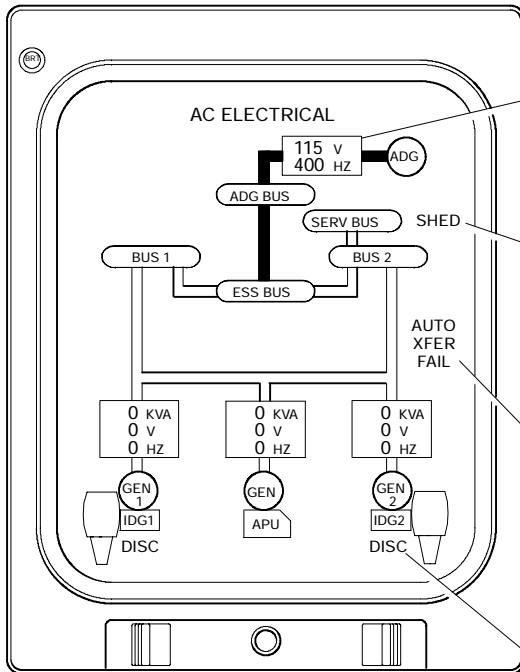 BRT
AC ELECTRICAL
115 V
400 HZ
ADG
ADG BUS
SERV BUS
SHED
BUS 1
BUS 2
ESS BUS
AUTO
XFER
FAIL
0 KVA
0 V
0 HZ
0 KVA
0 V
0 HZ
0 KVA
0 V
0 HZ
GEN
1
GEN
GEN
2
IDG1
APU
IDG2
DISC
DISC